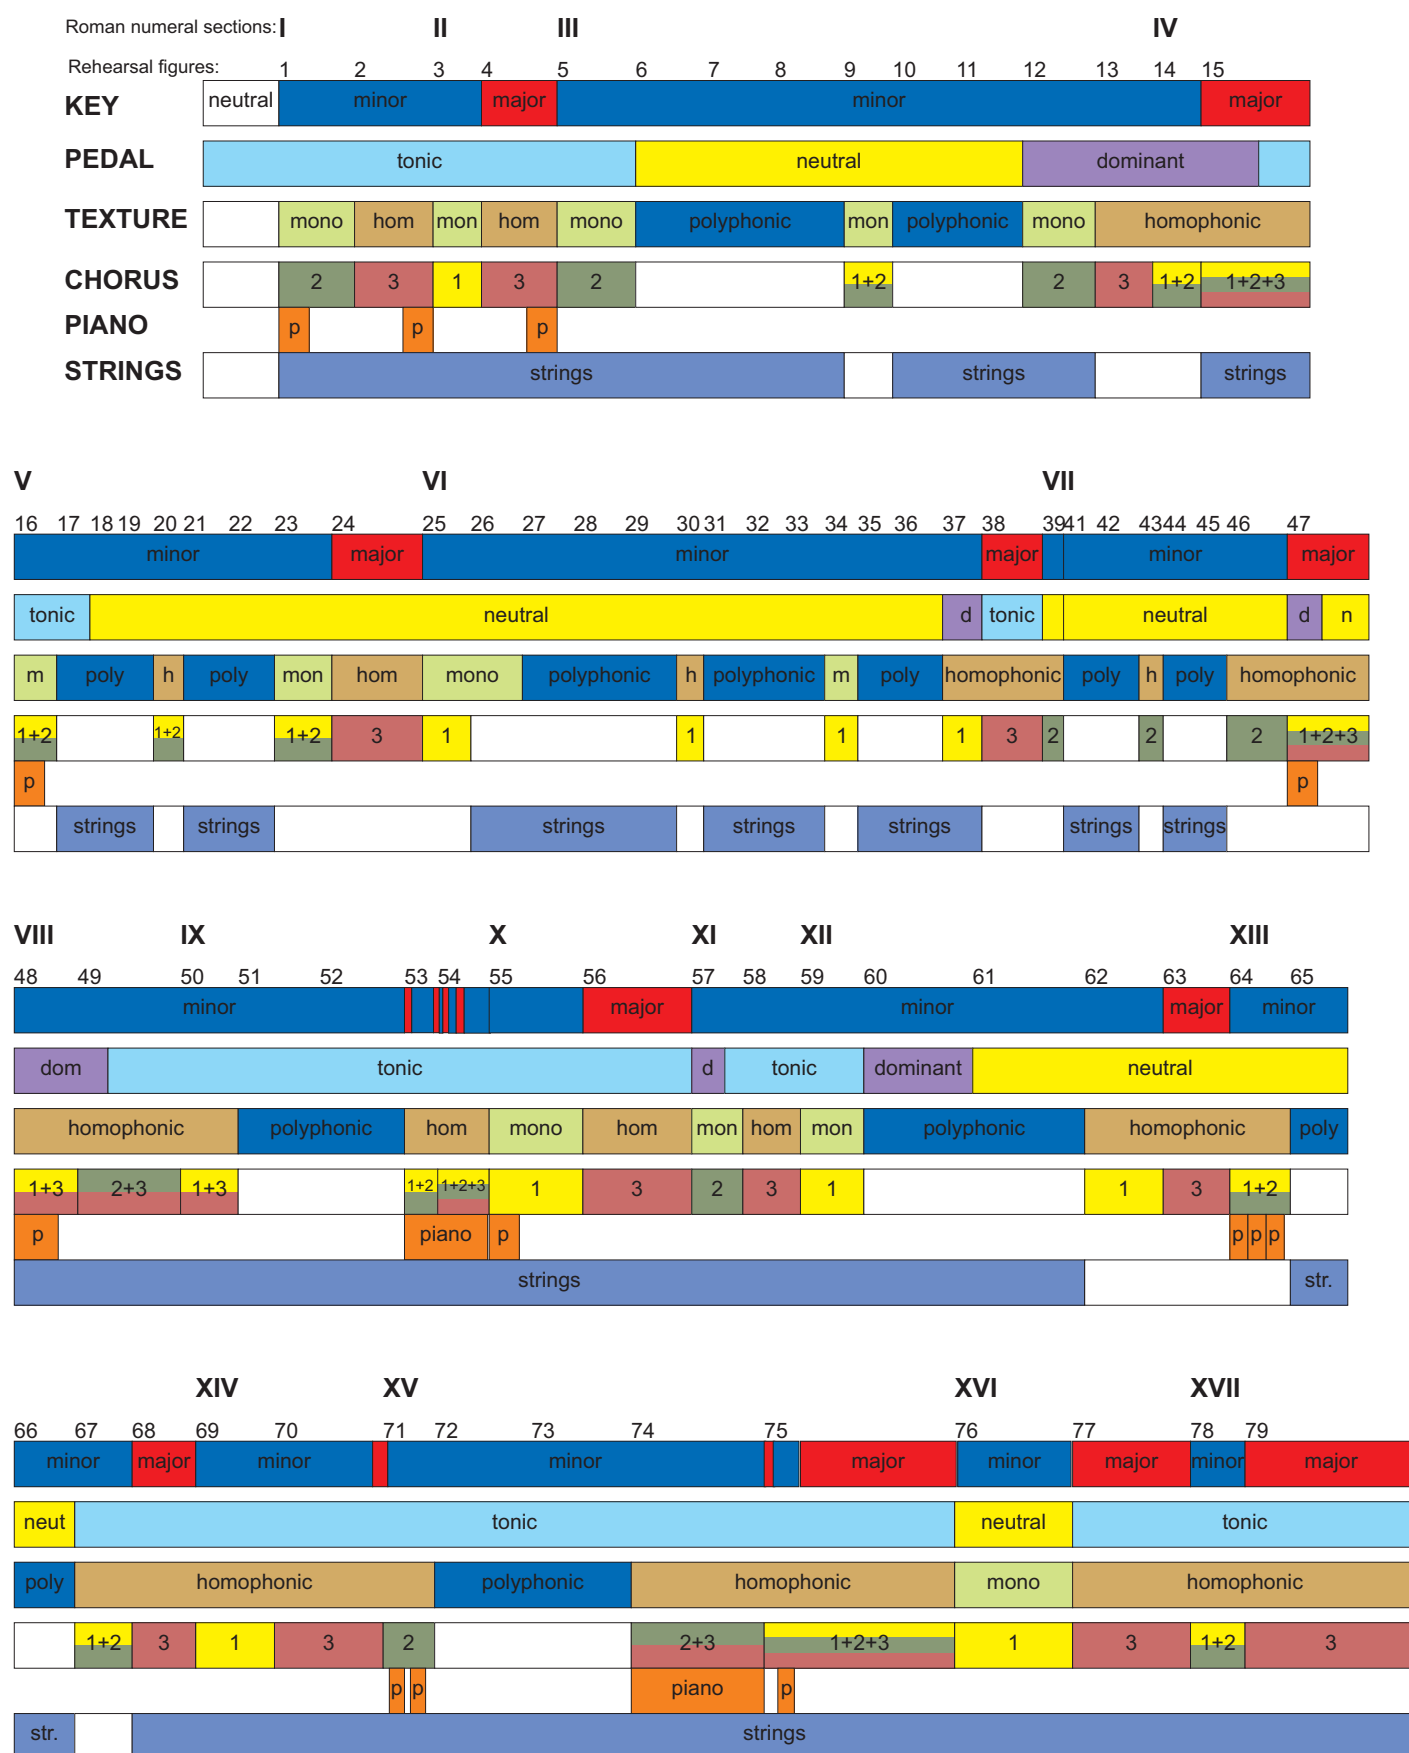 Roman numeral sections: I II III IV
Rehearsal figures: 1 2 3 4 5 6 7 8 9 10 11 12 13 14 15
KEY neutral minor major minor major
PEDAL tonic neutral dominant
TEXTURE mono hom mon hom mono polyphonic mon polyphonic mono homophonic
CHORUS 2 3 1 3 2 1+2 2 3 1+2 1+2+3
PIANO p p p
STRINGS strings strings strings
V VI VII
16 17 18 19 20 21 22 23 24 25 26 27 28 29 30 31 32 33 34 35 36 37 38 39 41 42 43 44 45 46 47
minor major minor major minor major
tonic neutral d tonic neutral d n
m poly h poly mon hom mono polyphonic h polyphonic m poly homophonic poly h poly homophonic
1+2 1+2 1+2 3 1 1 1 1 3 2 2 2 1+2+3
p p
strings strings strings strings strings strings strings
VIII IX X XI XII XIII
48 49 50 51 52 53 54 55 56 57 58 59 60 61 62 63 64 65
minor major minor major minor
dom tonic d tonic dominant neutral
homophonic polyphonic hom mono hom mon hom mon polyphonic homophonic poly
1+3 2+3 1+3 1+2 1+2+3 1 3 2 3 1 1 3 1+2
p piano p p p p
strings str.
XIV XV XVI XVII
66 67 68 69 70 71 72 73 74 75 76 77 78 79
minor major minor minor major minor major minor major
neut tonic neutral tonic
poly homophonic polyphonic homophonic mono homophonic
1+2 3 1 3 2 2+3 1+2+3 1 3 1+2 3
p p piano p
str. strings